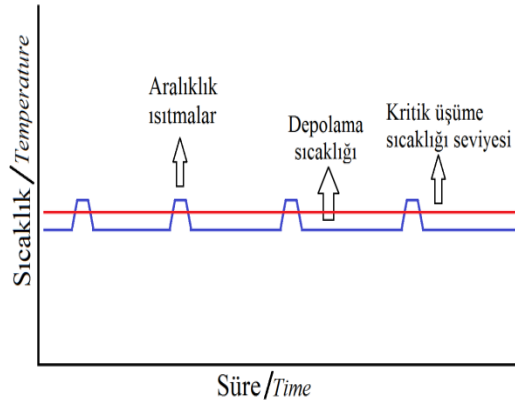 Aralıklık
ısıtmalar
Depolama
sıcaklığı
Kritik üşüme
sıcaklığı seviyesi
Sıcaklık / Temperature
Süre / Time